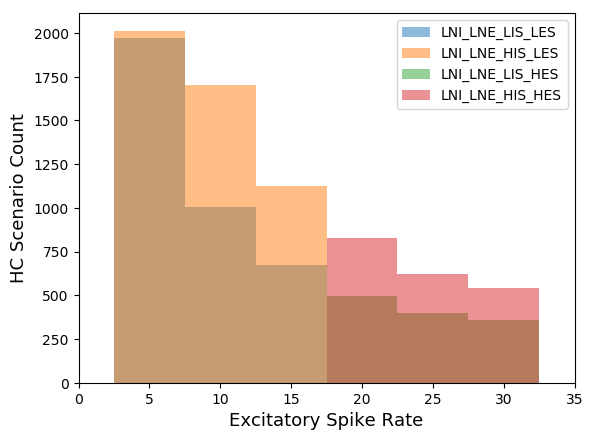 LNI_LNE_LIS_LES
LNI_LNE_HIS_LES
LNI_LNE_LIS_HES
LNI_LNE_HIS_HES
HC Scenario Count
2000
1750
1500
1250
1000
750
500
250
0
0 5 10 15 20 25 30 35
Excitatory Spike Rate